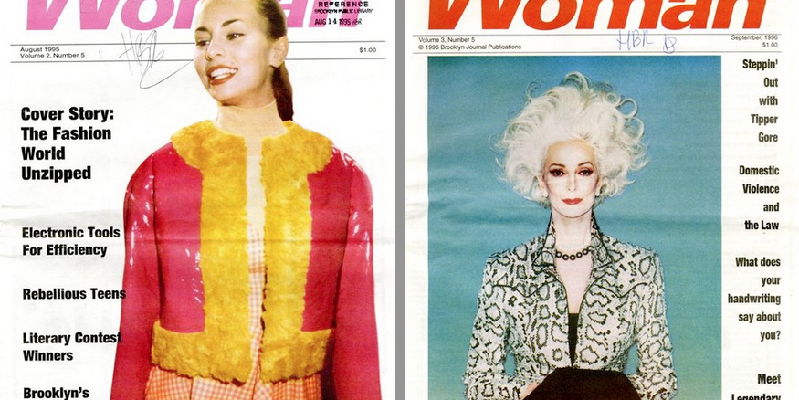 Woman
REFERENCE
BROOKLYN PUBLIC LIBRARY
AUG 14 1995
August 1995
Volume 2, Number 5
$1.00
Cover Story:
The Fashion
World
Unzipped
Electronic Tools
For Efficiency
Rebellious Teens
Literary Contest
Winners
Brooklyn's
Woman
Volume 3, Number 5
© 1996 Brooklyn Journal Publications
HBR
September, 1996
Steppin'
Out
with
Tipper
Gore
Domestic
Violence
and
the Law
What does
your
handwriting
say about
you?
Meet
Legendary